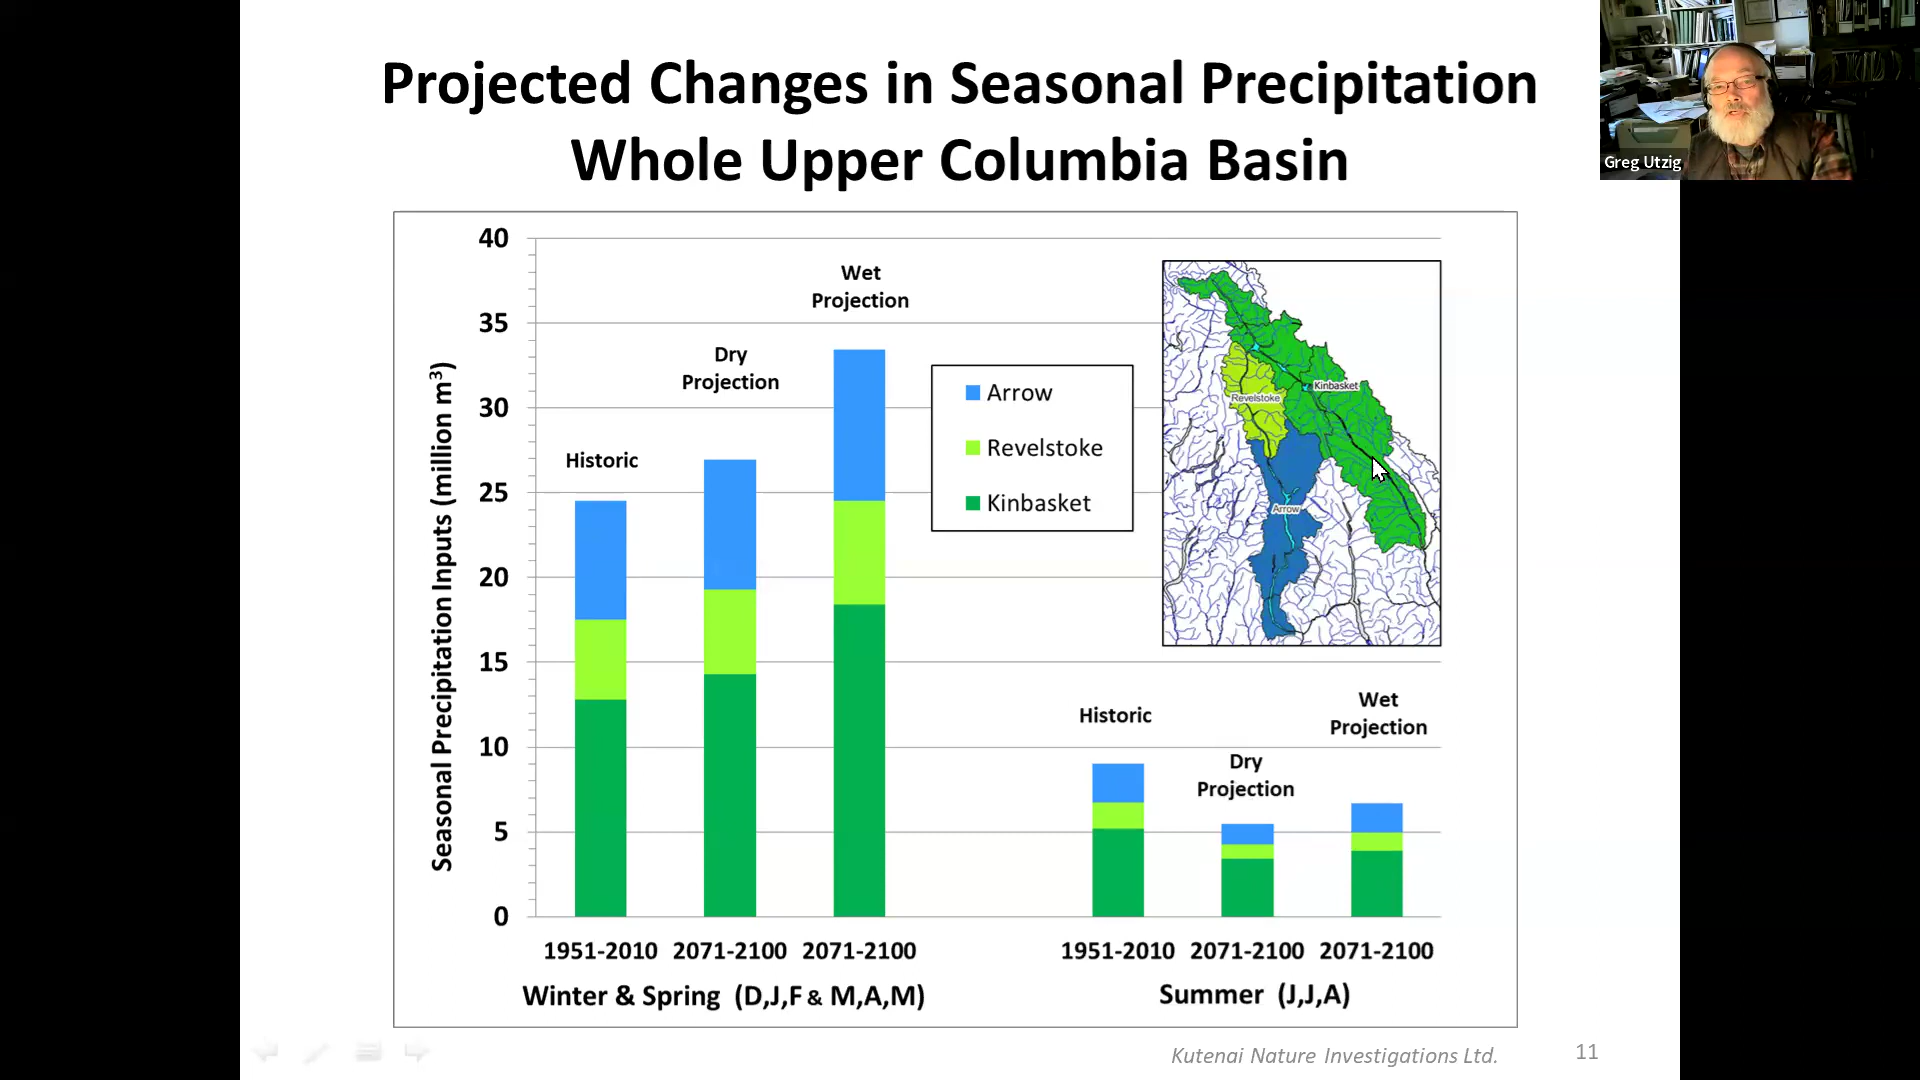 Projected Changes in Seasonal Precipitation
Whole Upper Columbia Basin
Greg Utzig
Seasonal Precipitation Inputs (million m³)
40
35
30
25
20
15
10
5
0
Historic
Dry
Projection
Wet
Projection
Arrow
Revelstoke
Kinbasket
Kinbasket
Revelstoke
Arrow
Historic
Dry
Projection
Wet
Projection
1951-2010 2071-2100 2071-2100
1951-2010 2071-2100 2071-2100
Winter & Spring (D,J,F & M,A,M)
Summer (J,J,A)
Kutenai Nature Investigations Ltd.
11